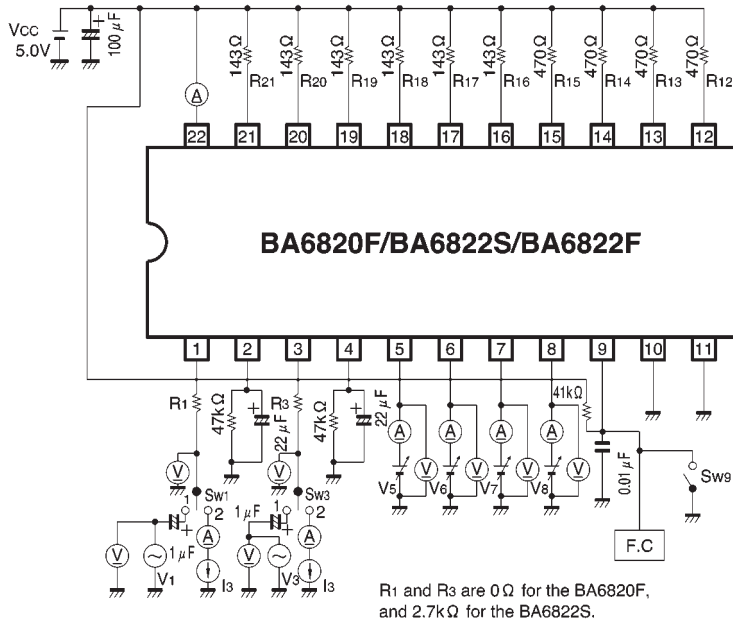 VCC
5.0V
+
100 μF
143Ω
143Ω
143Ω
143Ω
143Ω
143Ω
470Ω
470Ω
470Ω
470Ω
R21
R20
R19
R18
R17
R16
R15
R14
R13
R12
A
22
21
20
19
18
17
16
15
14
13
12
BA6820F/BA6822S/BA6822F
1
2
3
4
5
6
7
8
9
10
11
R1
47kΩ
+
22 μF
R3
47kΩ
+
22 μF
41kΩ
A
A
A
A
V
V
V
V
V
V
V5
V6
V7
V8
0.01 μF
SW9
SW1
1
2
+
1 μF
SW3
1
2
+
1 μF
A
A
V
V1
I3
V
V3
I3
F.C
R1 and R3 are 0Ω for the BA6820F,
and 2.7kΩ for the BA6822S.